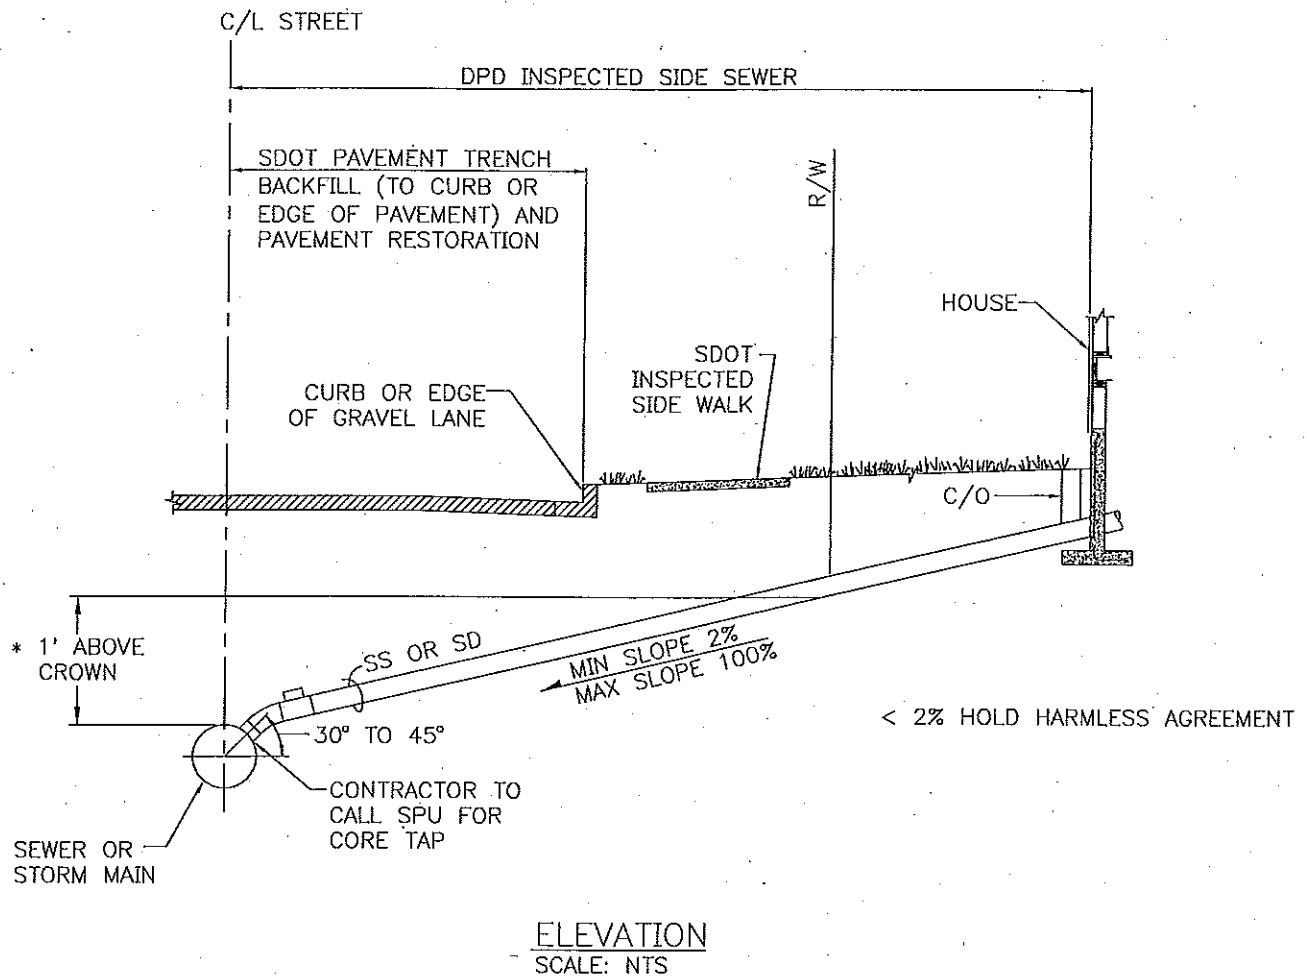 C/L STREET
DPD INSPECTED SIDE SEWER
SDOT PAVEMENT TRENCH
BACKFILL (TO CURB OR
EDGE OF PAVEMENT) AND
PAVEMENT RESTORATION
R/W
HOUSE
SDOT
INSPECTED
SIDE WALK
CURB OR EDGE
OF GRAVEL LANE
C/O
* 1' ABOVE
CROWN
SS OR SD
MIN SLOPE 2%
MAX SLOPE 100%
< 2% HOLD HARMLESS AGREEMENT
30° TO 45°
CONTRACTOR TO
CALL SPU FOR
CORE TAP
SEWER OR
STORM MAIN
ELEVATION
SCALE: NTS